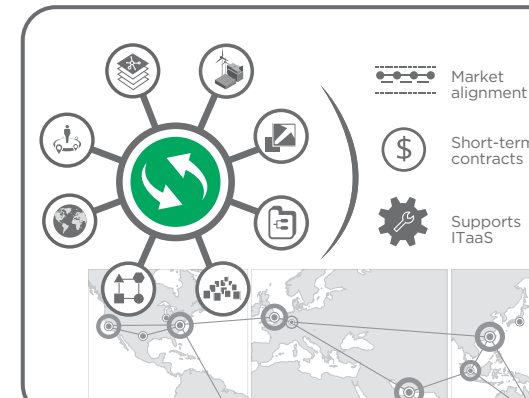 Market
alignment
$
Short-term
contracts
Supports
ITaaS